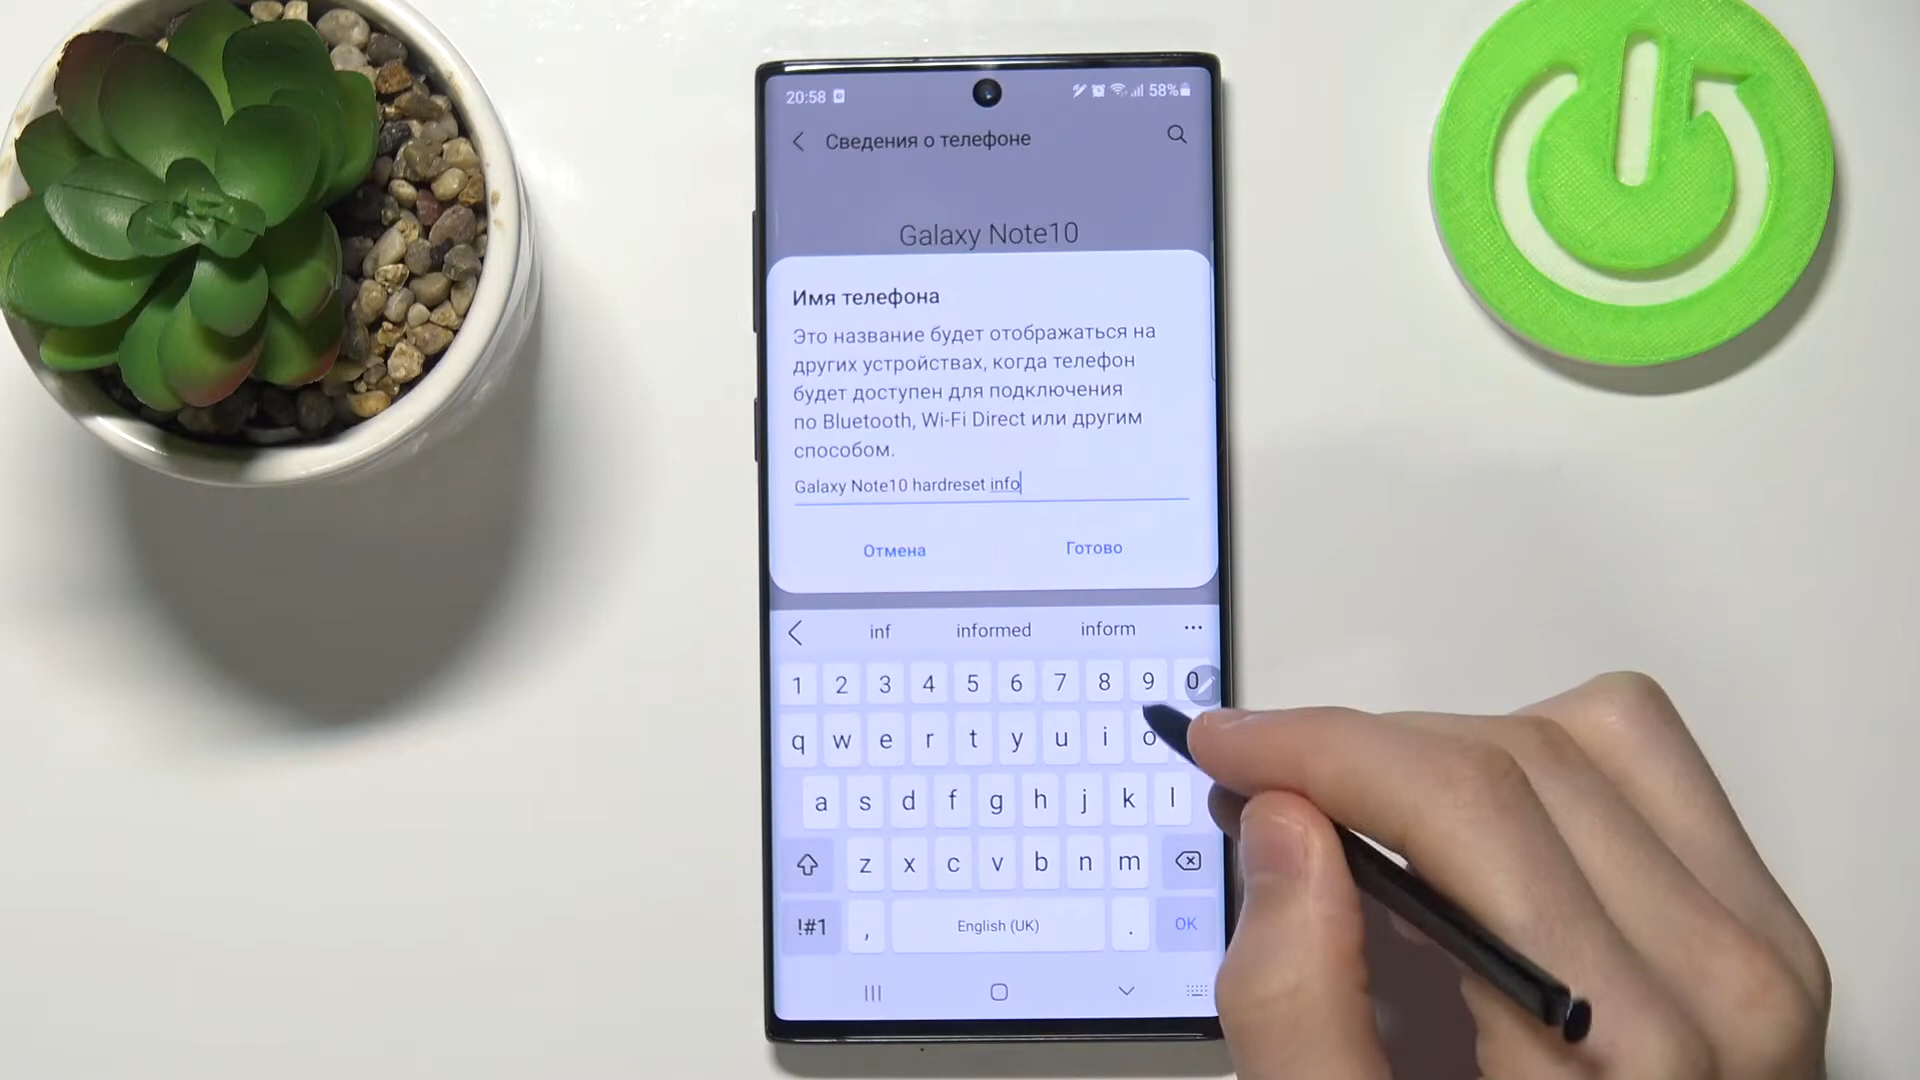 20:58
58%
Сведения о телефоне
Galaxy Note10
Имя телефона
Это название будет отображаться на
других устройствах, когда телефон
будет доступен для подключения
по Bluetooth, Wi-Fi Direct или другим
способом.
Galaxy Note10 hardreset info
Отмена Готово
inf informed inform
1 2 3 4 5 6 7 8 9 0
q w e r t y u i o
a s d f g h j k l
z x c v b n m
!#1 , English (UK) . OK